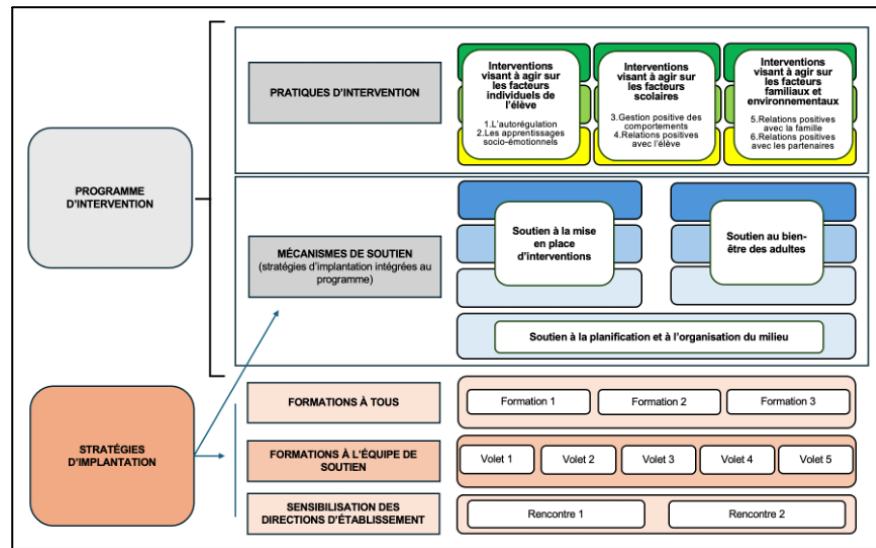 PROGRAMME
D'INTERVENTION
PRATIQUES D'INTERVENTION
Interventions
visant à agir sur
les facteurs
individuels de
l'élève
1.L'autorégulation
2.Les apprentissages
socio-émotionnels
Interventions
visant à agir sur
les facteurs
scolaires
3.Gestion positive des
comportements
4.Relations positives
avec l'élève
Interventions
visant à agir sur
les facteurs
familiaux et
environnementaux
5.Relations positives
avec la famille
6.Relations positives
avec les partenaires
MÉCANISMES DE SOUTIEN
(stratégies d'implantation intégrées au
programme)
Soutien à la mise
en place
d'interventions
Soutien au bien-
être des adultes
Soutien à la planification et à l'organisation du milieu
STRATÉGIES
D'IMPLANTATION
FORMATIONS À TOUS
Formation 1
Formation 2
Formation 3
FORMATIONS À L'ÉQUIPE DE
SOUTIEN
Volet 1
Volet 2
Volet 3
Volet 4
Volet 5
SENSIBILISATION DES
DIRECTIONS D'ÉTABLISSEMENT
Rencontre 1
Rencontre 2